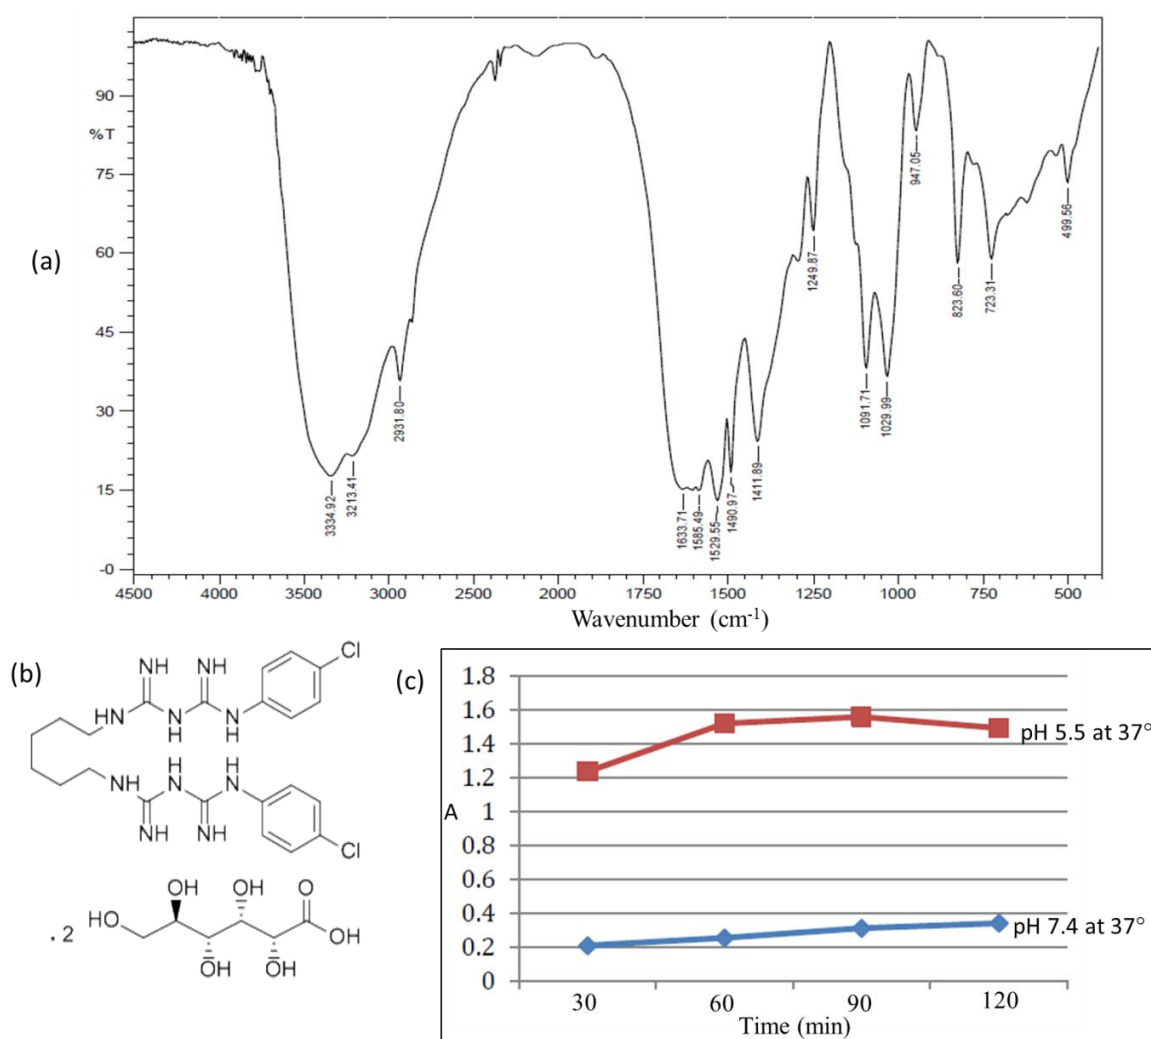 (a)
%T
90
75
60
45
30
15
-0
3334.92
3213.41
2931.80
1633.71
1585.49
1529.55
1490.97
1411.89
1249.87
1091.71
1029.99
947.05
823.60
723.31
499.56
4500 4000 3500 3000 2500 2000 1500 1000 500
Wavenumber (cm-1)
(b)
NH NH Cl
HN N N
H H
H H
NH N N
NH NH Cl
OH OH O
HO OH
OH OH
. 2
(c)
1.8
1.6
1.4
1.2
1
0.8
0.6
0.4
0.2
0
A
pH 5.5 at 37°
pH 7.4 at 37°
30 60 90 120
Time (min)